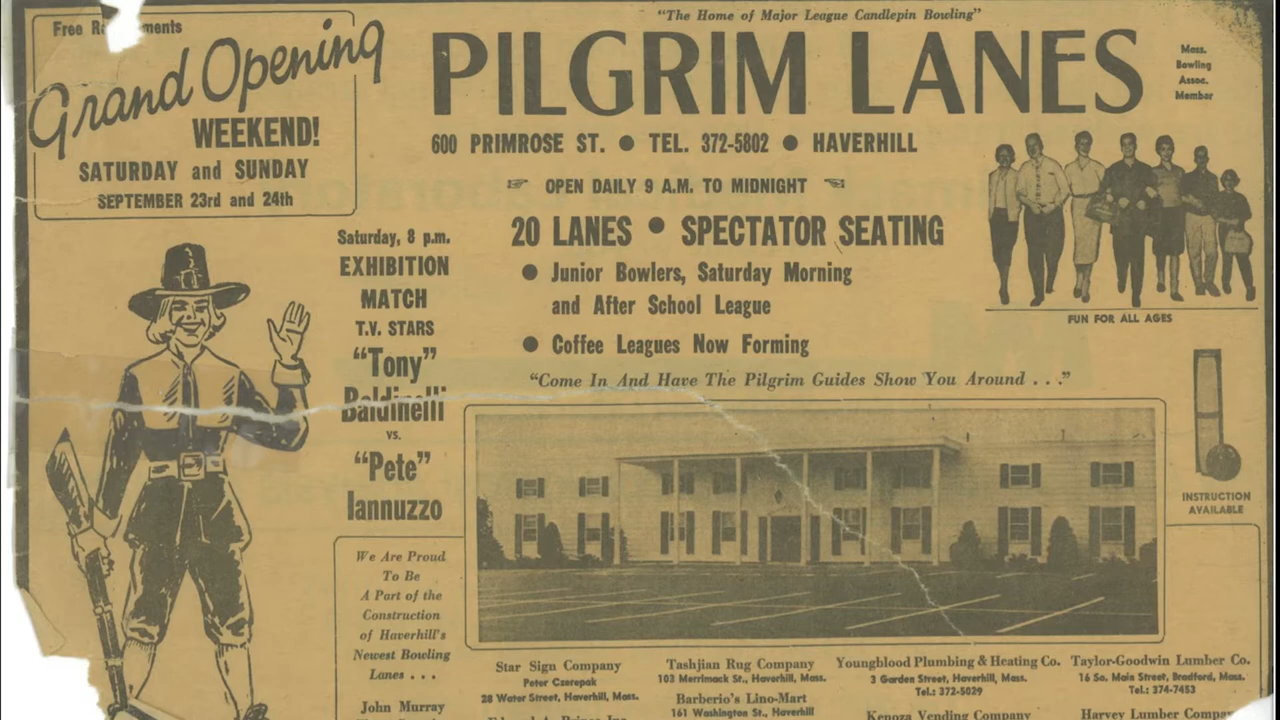 Free
Grand Opening
WEEKEND!
SATURDAY and SUNDAY
SEPTEMBER 23rd and 24th
"The Home of Major League Candlepin Bowling"
PILGRIM LANES
Mass.
Bowling
Assoc.
Member
600 PRIMROSE ST. ● TEL. 372-5802 ● HAVERHILL
OPEN DAILY 9 A.M. TO MIDNIGHT
20 LANES ● SPECTATOR SEATING
● Junior Bowlers, Saturday Morning
and After School League
● Coffee Leagues Now Forming
"Come In And Have The Pilgrim Guides Show You Around . . ."
FUN FOR ALL AGES
INSTRUCTION
AVAILABLE
Saturday, 8 p.m.
EXHIBITION
MATCH
T.V. STARS
"Tony"
Baldinelli
vs.
"Pete"
Iannuzzo
We Are Proud
To Be
A Part of the
Construction
of Haverhill's
Newest Bowling
Lanes . . .
John Murray
Star Sign Company
Peter Czerepak
28 Water Street, Haverhill, Mass.
Tashjian Rug Company
103 Merrimack St., Haverhill, Mass.
Barberio's Lino-Mart
161 Washington St., Haverhill
Youngblood Plumbing & Heating Co.
3 Garden Street, Haverhill, Mass.
Tel.: 372-5029
Kenoza Vending Company
Taylor-Goodwin Lumber Co.
16 So. Main Street, Bradford, Mass.
Tel.: 374-7453
Harvey Lumber